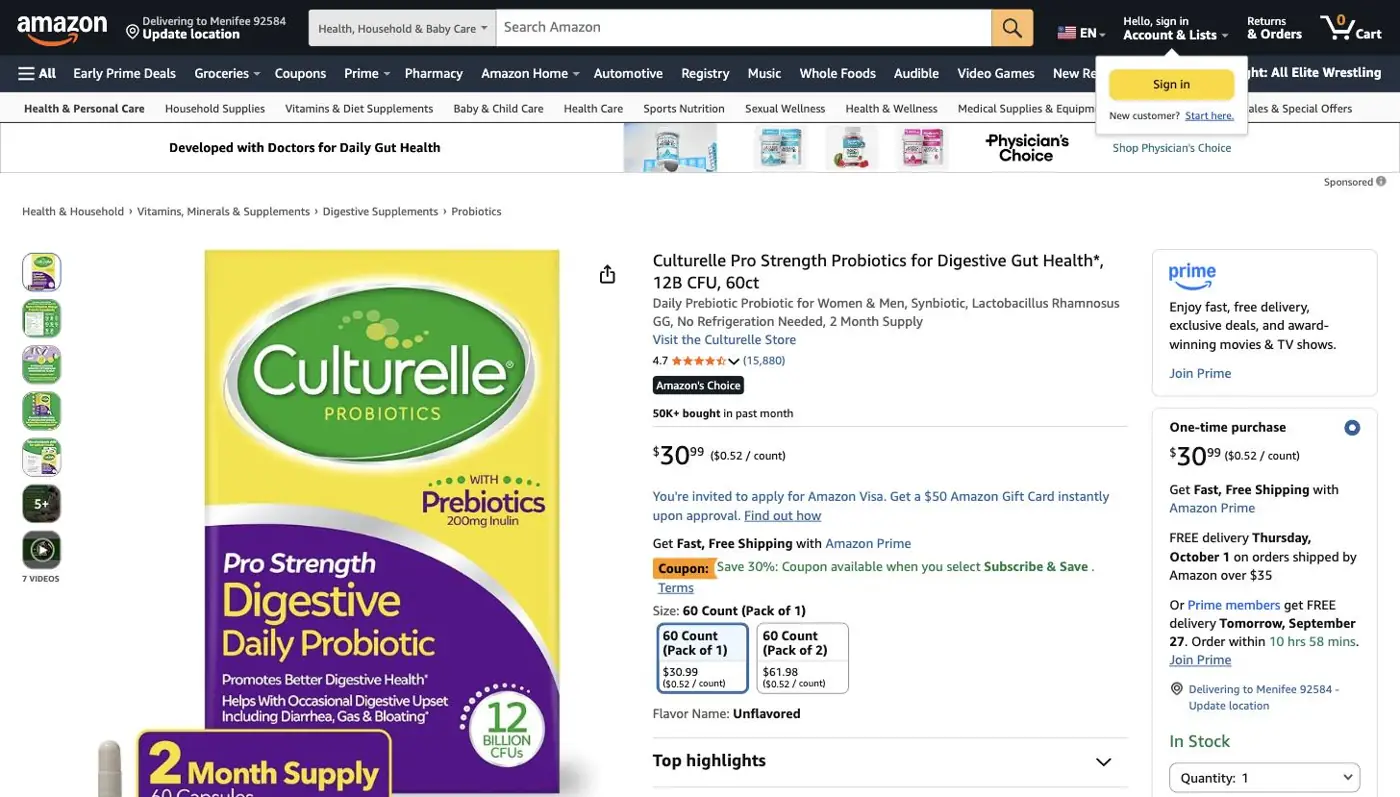 amazon
Delivering to Menifee 92584
Update location
Health, Household & Baby Care
Search Amazon
EN
Hello, sign in
Account & Lists
Returns
& Orders
0
Cart
All
Early Prime Deals
Groceries
Coupons
Prime
Pharmacy
Amazon Home
Automotive
Registry
Music
Whole Foods
Audible
Video Games
New Re
ght: All Elite Wrestling
Sign in
New customer? Start here.
Health & Personal Care
Household Supplies
Vitamins & Diet Supplements
Baby & Child Care
Health Care
Sports Nutrition
Sexual Wellness
Health & Wellness
Medical Supplies & Equipm
ales & Special Offers
Developed with Doctors for Daily Gut Health
Physician's
Choice
Shop Physician's Choice
Sponsored
Health & Household › Vitamins, Minerals & Supplements › Digestive Supplements › Probiotics
5+
7 VIDEOS
Culturelle®
PROBIOTICS
WITH
Prebiotics
200mg Inulin
Pro Strength
Digestive
Daily Probiotic
Promotes Better Digestive Health*
Helps With Occasional Digestive Upset
Including Diarrhea, Gas & Bloating*
12
BILLION
CFUs
2 Month Supply
60 Capsules
Culturelle Pro Strength Probiotics for Digestive Gut Health*,
12B CFU, 60ct
Daily Prebiotic Probiotic for Women & Men, Synbiotic, Lactobacillus Rhamnosus
GG, No Refrigeration Needed, 2 Month Supply
Visit the Culturelle Store
4.7 (15,880)
Amazon's Choice
50K+ bought in past month
$30 99 ($0.52 / count)
You're invited to apply for Amazon Visa. Get a $50 Amazon Gift Card instantly
upon approval. Find out how
Get Fast, Free Shipping with Amazon Prime
Coupon: Save 30%: Coupon available when you select Subscribe & Save .
Terms
Size: 60 Count (Pack of 1)
60 Count
(Pack of 1)
$30.99
($0.52 / count)
60 Count
(Pack of 2)
$61.98
($0.52 / count)
Flavor Name: Unflavored
Top highlights
prime
Enjoy fast, free delivery,
exclusive deals, and award-
winning movies & TV shows.
Join Prime
One-time purchase
$30 99 ($0.52 / count)
Get Fast, Free Shipping with
Amazon Prime
FREE delivery Thursday,
October 1 on orders shipped by
Amazon over $35
Or Prime members get FREE
delivery Tomorrow, September
27. Order within 10 hrs 58 mins.
Join Prime
Delivering to Menifee 92584 -
Update location
In Stock
Quantity: 1